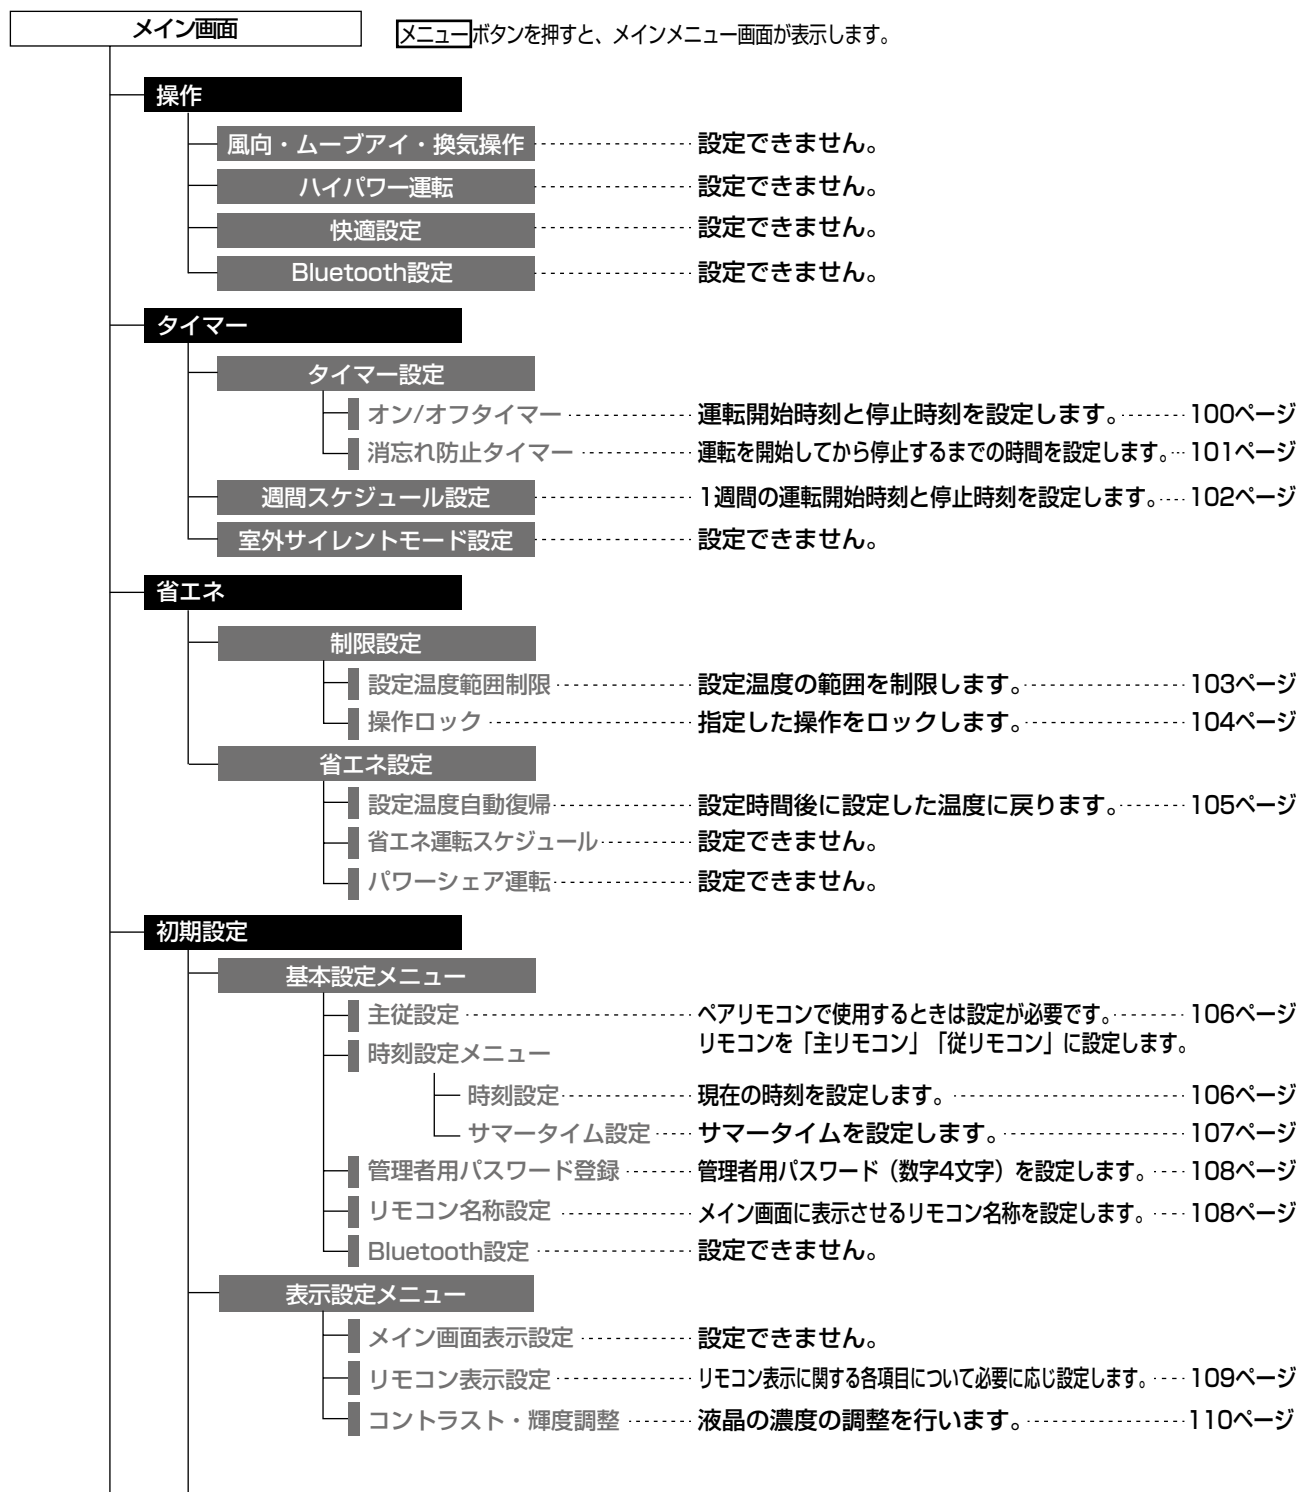 メイン画面 メニューボタンを押すと、メインメニュー画面が表示します。
操作
風向・ムーブアイ・換気操作 設定できません。
ハイパワー運転 設定できません。
快適設定 設定できません。
Bluetooth設定 設定できません。
タイマー
タイマー設定
オン/オフタイマー 運転開始時刻と停止時刻を設定します。 100ページ
消忘れ防止タイマー 運転を開始してから停止するまでの時間を設定します。 101ページ
週間スケジュール設定 1週間の運転開始時刻と停止時刻を設定します。 102ページ
室外サイレントモード設定 設定できません。
省エネ
制限設定
設定温度範囲制限 設定温度の範囲を制限します。 103ページ
操作ロック 指定した操作をロックします。 104ページ
省エネ設定
設定温度自動復帰 設定時間後に設定した温度に戻ります。 105ページ
省エネ運転スケジュール 設定できません。
パワーシェア運転 設定できません。
初期設定
基本設定メニュー
主従設定 ペアリモコンで使用するときは設定が必要です。 106ページ
リモコンを「主リモコン」「従リモコン」に設定します。
時刻設定メニュー
時刻設定 現在の時刻を設定します。 106ページ
サマータイム設定 サマータイムを設定します。 107ページ
管理者用パスワード登録 管理者用パスワード（数字4文字）を設定します。 108ページ
リモコン名称設定 メイン画面に表示させるリモコン名称を設定します。 108ページ
Bluetooth設定 設定できません。
表示設定メニュー
メイン画面表示設定 設定できません。
リモコン表示設定 リモコン表示に関する各項目について必要に応じ設定します。 109ページ
コントラスト・輝度調整 液晶の濃度の調整を行います。 110ページ